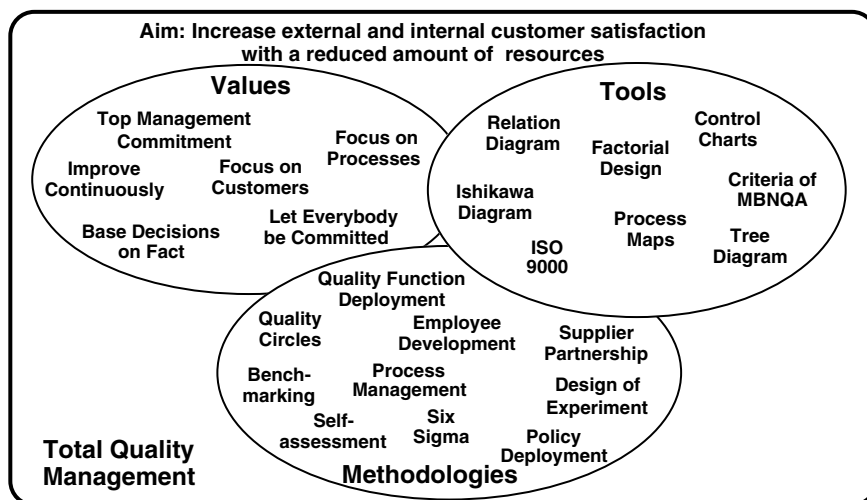 Aim: Increase external and internal customer satisfaction
with a reduced amount of resources
Values
Top Management
Commitment
Focus on
Processes
Improve
Continuously
Focus on
Customers
Base Decisions
on Fact
Let Everybody
be Committed
Tools
Relation
Diagram
Control
Charts
Factorial
Design
Ishikawa
Diagram
Criteria of
MBNQA
Process
Maps
ISO
9000
Tree
Diagram
Quality Function
Deployment
Quality
Circles
Employee
Development
Supplier
Partnership
Bench-
marking
Process
Management
Design of
Experiment
Self-
assessment
Six
Sigma
Policy
Deployment
Methodologies
Total Quality
Management